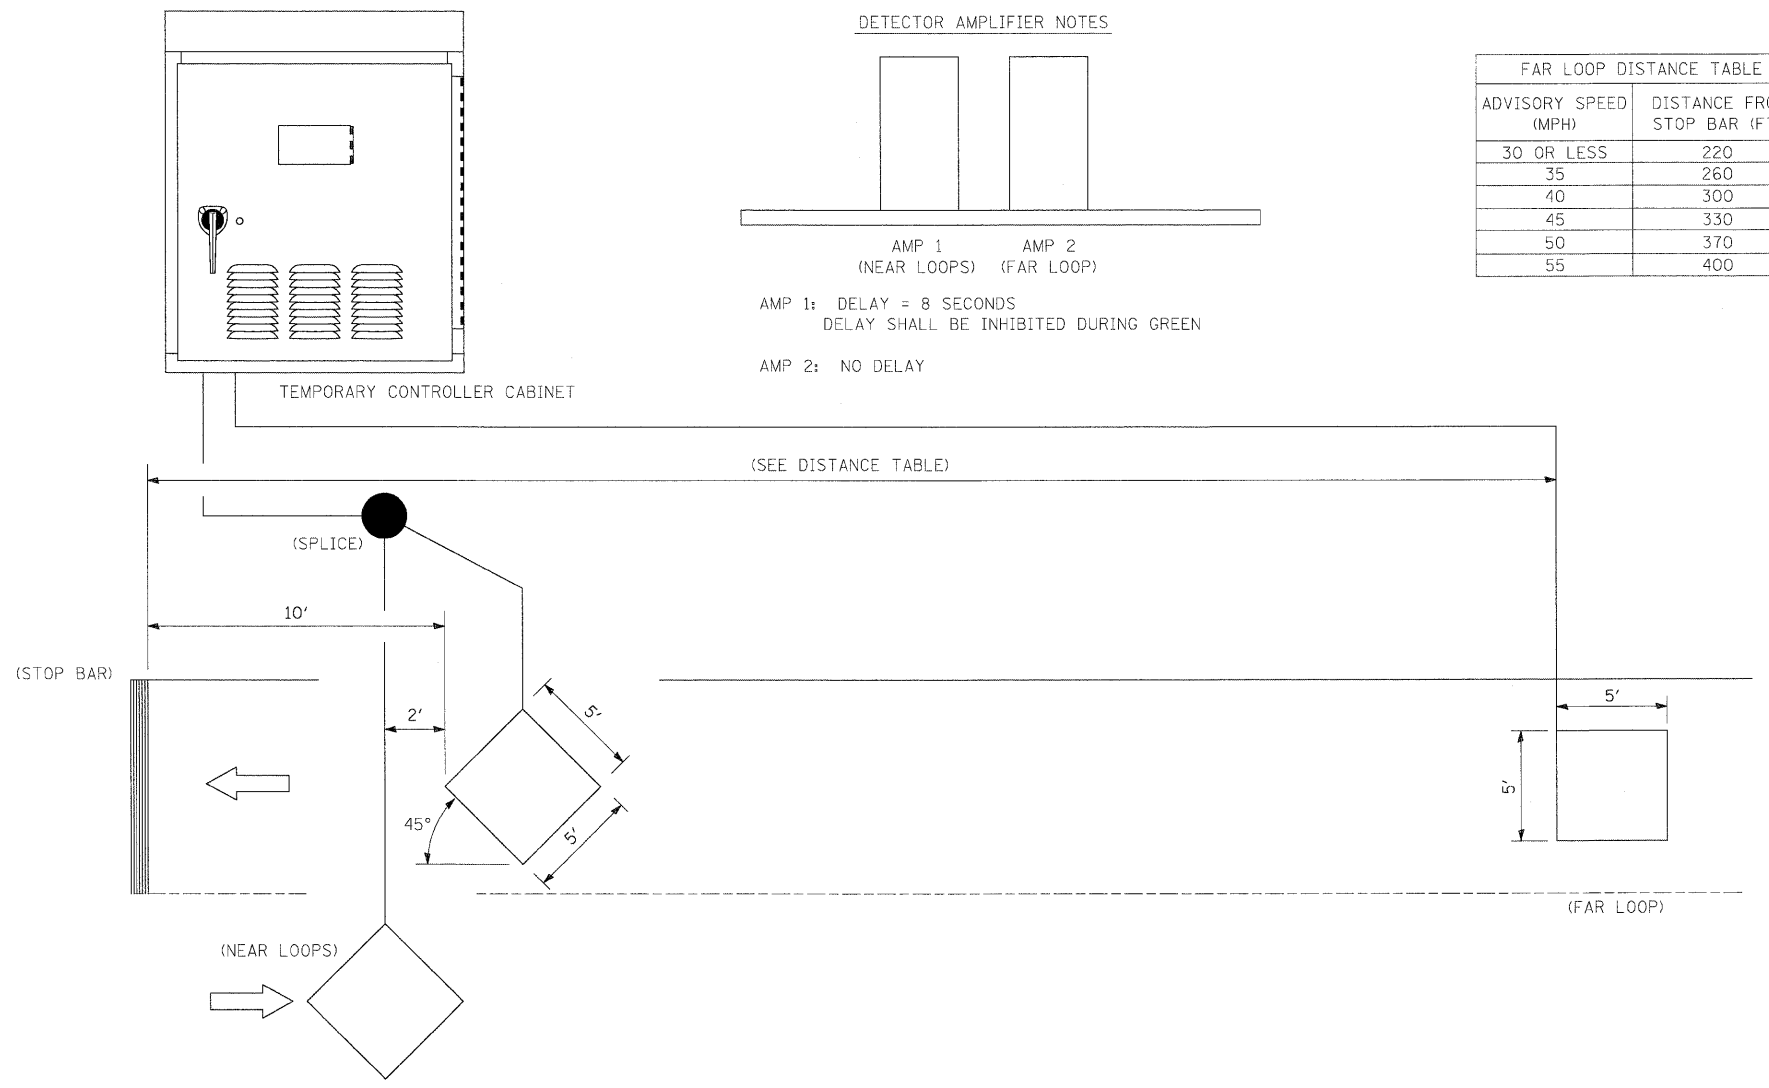 DETECTOR AMPLIFIER NOTES
AMP 1
(NEAR LOOPS)
AMP 2
(FAR LOOP)
AMP 1: DELAY = 8 SECONDS
DELAY SHALL BE INHIBITED DURING GREEN
AMP 2: NO DELAY
FAR LOOP DISTANCE TABLE
ADVISORY SPEED
(MPH)
DISTANCE
STOP BAR
30 OR LESS 220
35 260
40 300
45 330
50 370
55 400
TEMPORARY CONTROLLER CABINET
(SEE DISTANCE TABLE)
(SPLICE)
10'
(STOP BAR)
2'
5'
5'
45°
5'
5'
(FAR LOOP)
(NEAR LOOPS)